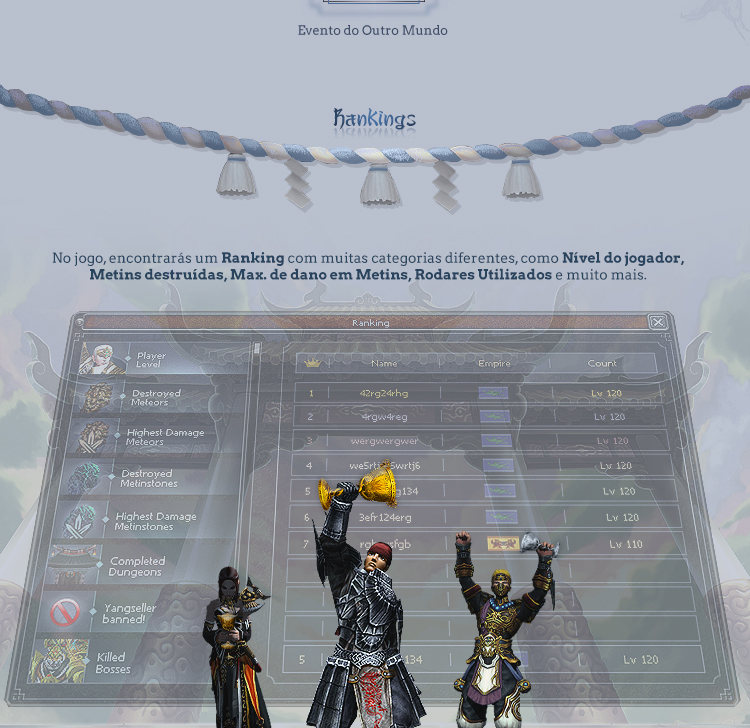 Evento do Outro Mundo
Rankings
No jogo, encontrarás um Ranking com muitas categorias diferentes, como Nível do jogador,
Metins destruídas, Max. de dano em Metins, Rodares Utilizados e muito mais.
Ranking
Player
Level
Destroyed
Meteors
Highest Damage
Meteors
Destroyed
Metinstones
Highest Damage
Metinstones
Completed
Dungeons
Yangseller
banned!
Killed
Bosses
Name Empire Count
1 42rg24rhg Lv 120
2 4rgw4reg Lv 120
3 wergwergwer Lv 120
4 Lv 120
5 Lv 120
6 3efr124erg Lv 120
7 Lv 110
5 Lv 120